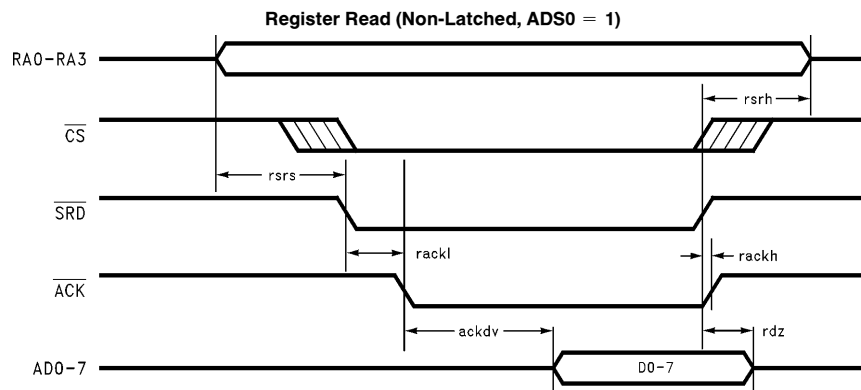 Register Read (Non-Latched, ADS0 = 1)
RA0-RA3
rsrh
CS
rsrs
SRD
rackl
rackh
ACK
ackdv
rdz
AD0-7
D0-7